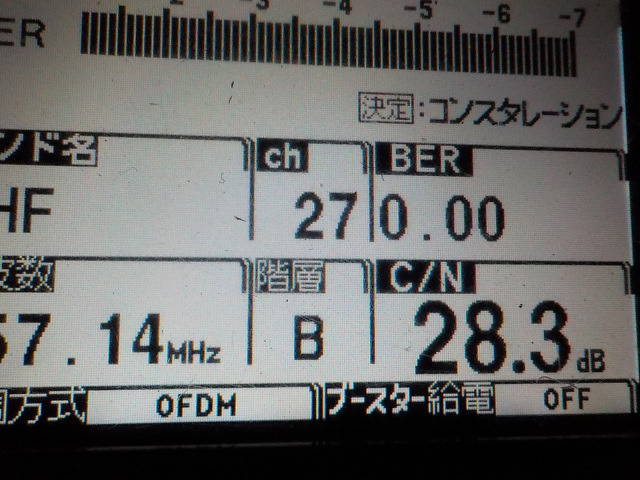 ER
-3 -4 -5 -6 -7
決定:コンスタレーション
ンド名 ch BER
HF 27 0.00
波数 階層 C/N
57.14MHz B 28.3dB
調方式 OFDM ブースター給電 OFF